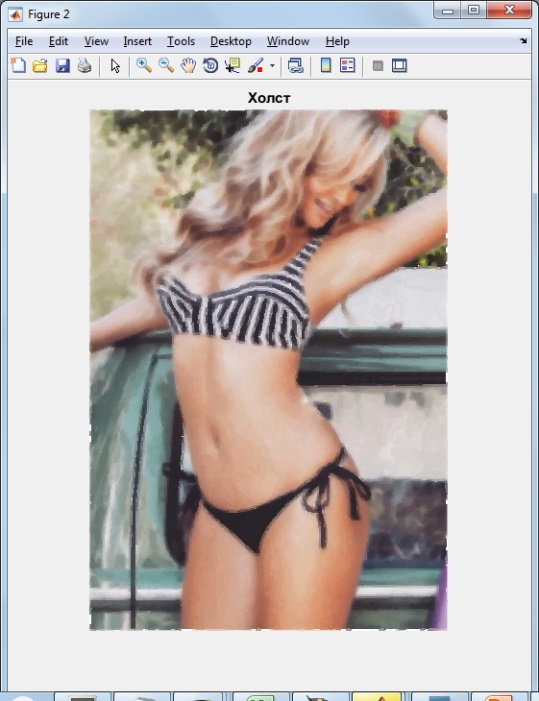 Figure 2
File Edit View Insert Tools Desktop Window Help
Холст